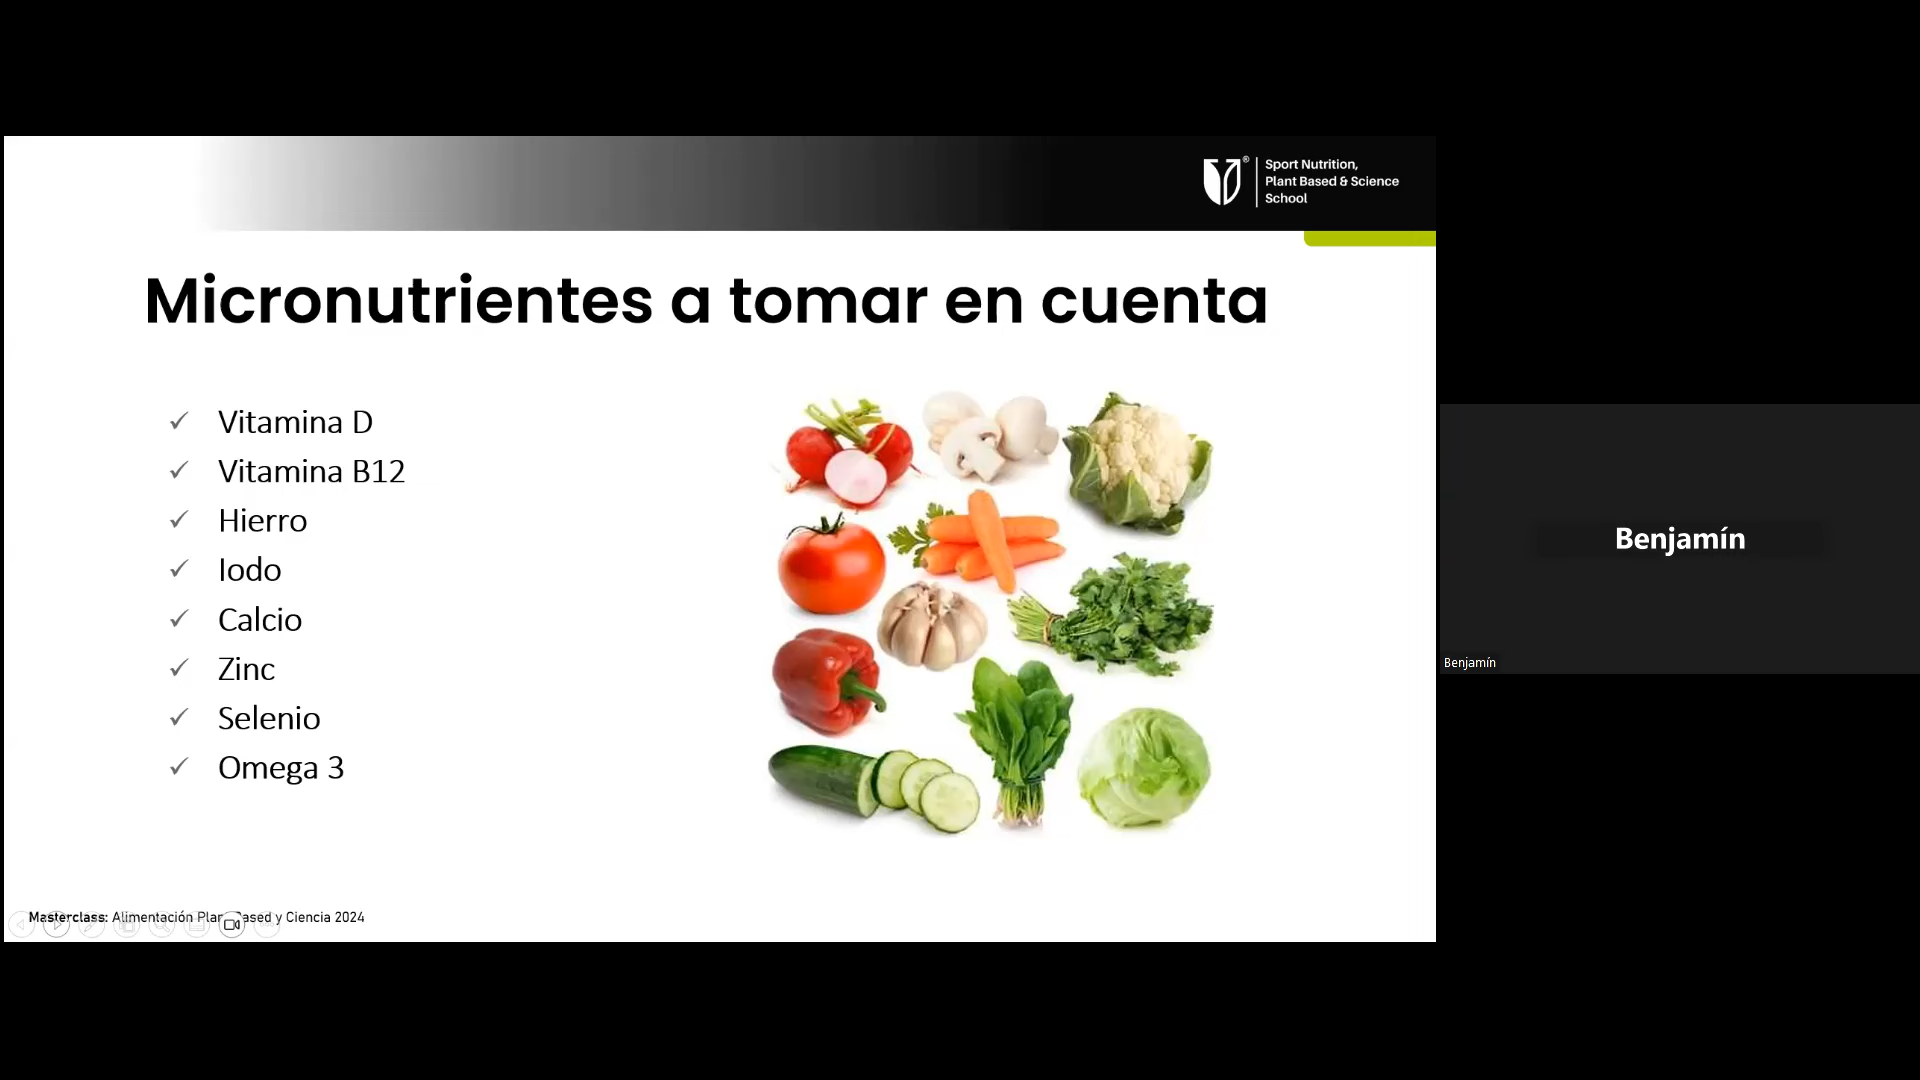 Sport Nutrition,
Plant Based & Science
School
Micronutrientes a tomar en cuenta
Vitamina D
Vitamina B12
Hierro
Iodo
Calcio
Zinc
Selenio
Omega 3
Masterclass: Alimentación Plant Based y Ciencia 2024
Benjamín
Benjamín